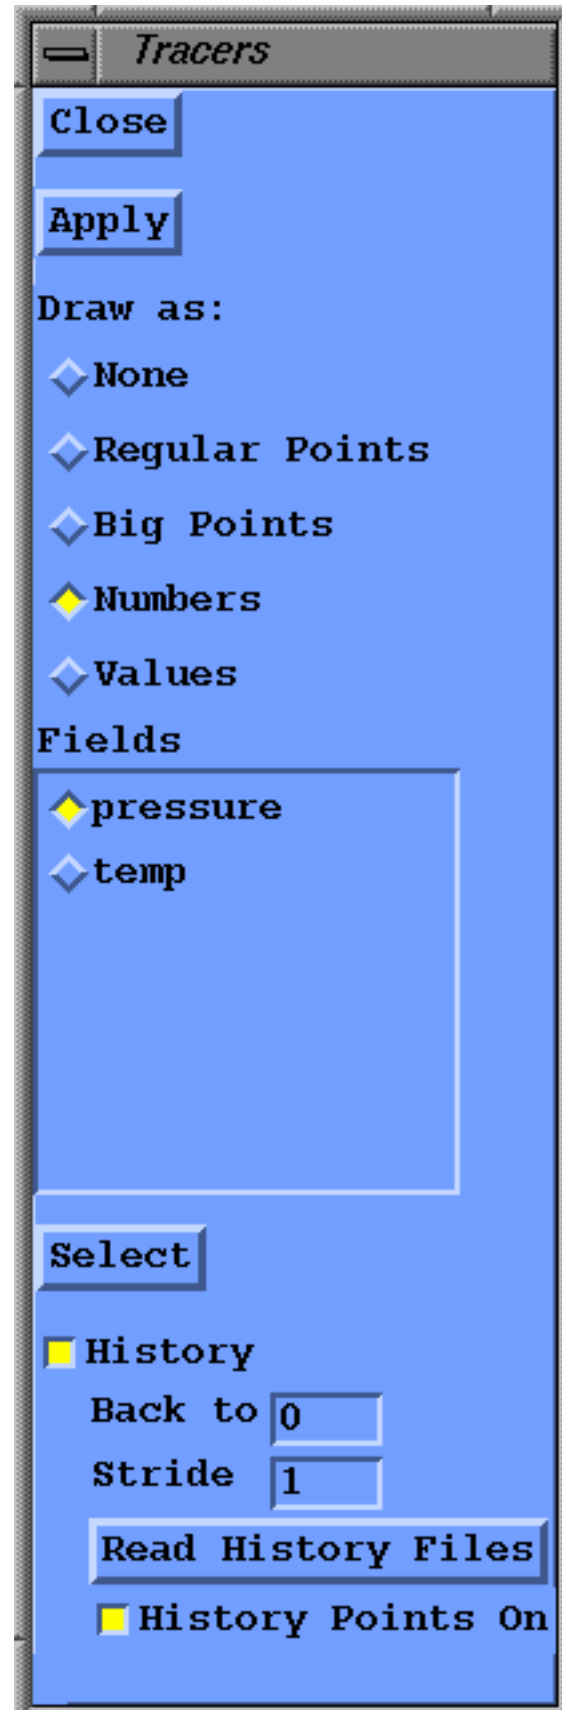 Tracers
Close
Apply
Draw as:
None
Regular Points
Big Points
Numbers
Values
Fields
pressure
temp
Select
History
Back to 0
Stride 1
Read History Files
History Points On